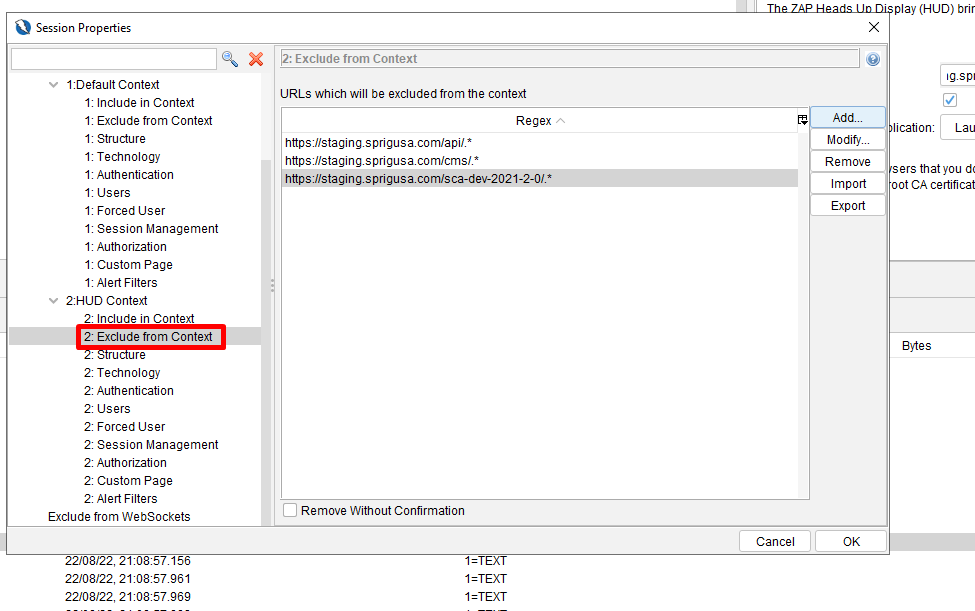 The ZAP Heads Up Display (HUD) brin
Session Properties
2: Exclude from Context
URLs which will be excluded from the context
Regex
https://staging.sprigusa.com/api/.*
https://staging.sprigusa.com/cms/.*
https://staging.sprigusa.com/sca-dev-2021-2-0/.*
Add...
Modify...
Remove
Import
Export
1:Default Context
1: Include in Context
1: Exclude from Context
1: Structure
1: Technology
1: Authentication
1: Users
1: Forced User
1: Session Management
1: Authorization
1: Custom Page
1: Alert Filters
2:HUD Context
2: Include in Context
2: Exclude from Context
2: Structure
2: Technology
2: Authentication
2: Users
2: Forced User
2: Session Management
2: Authorization
2: Custom Page
2: Alert Filters
Exclude from WebSockets
Remove Without Confirmation
Cancel
OK
plication:
Lau
wsers that you do
root CA certificat
Bytes
22/08/22, 21:08:57.156 1=TEXT
22/08/22, 21:08:57.961 1=TEXT
22/08/22, 21:08:57.969 1=TEXT